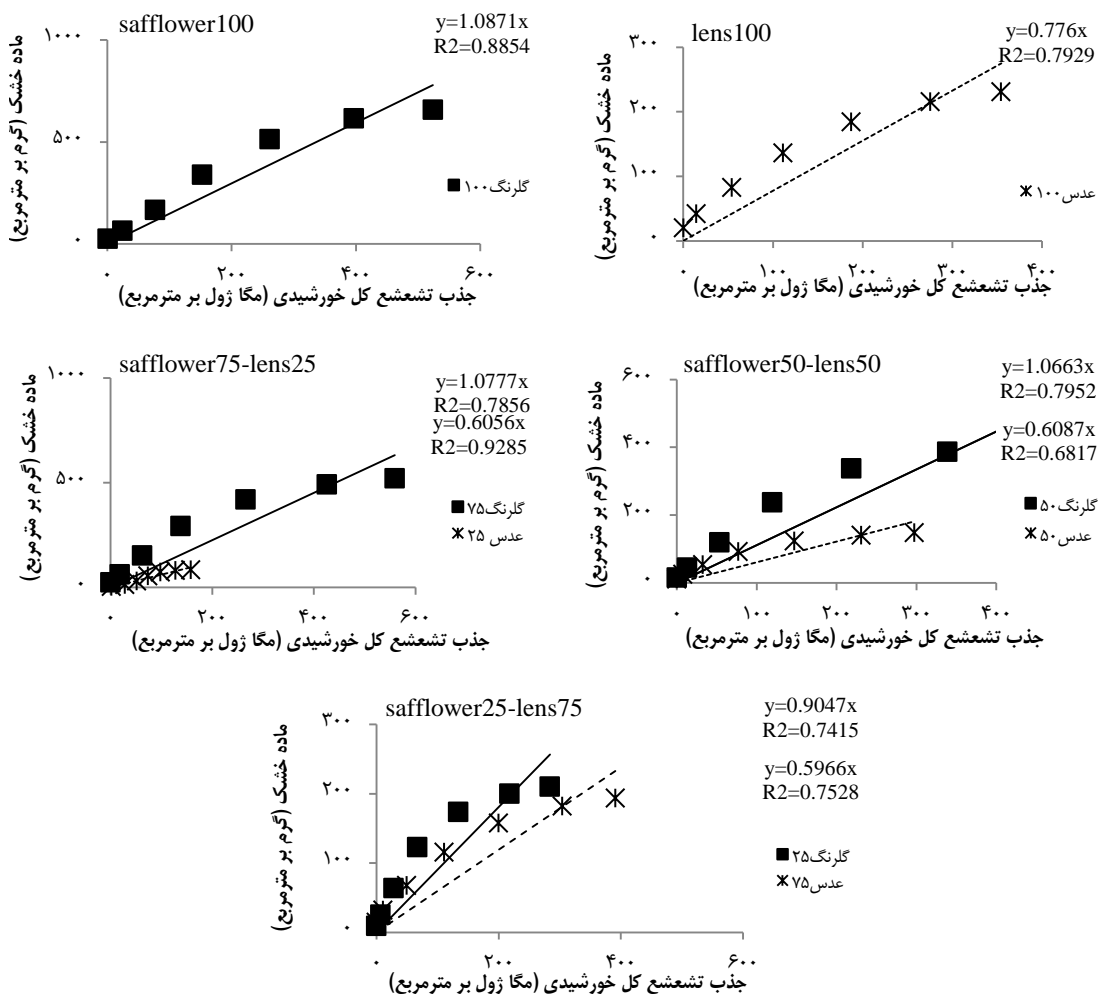 safflower100
y=1.0871x
R2=0.8854
ماده خشک (گرم بر مترمربع)
۱۰۰۰
۵۰۰
۰
گلرنگ۱۰۰
۰
۲۰۰
۴۰۰
۶۰۰
جذب تشعشع کل خورشیدی (مگا ژول بر مترمربع)
lens100
y=0.776x
R2=0.7929
ماده خشک (گرم بر مترمربع)
۳۰۰
۲۰۰
۱۰۰
۰
عدس۱۰۰
۰
۱۰۰
۲۰۰
۳۰۰
۴۰۰
جذب تشعشع کل خورشیدی (مگا ژول بر مترمربع)
safflower75-lens25
y=1.0777x
R2=0.7856
y=0.6056x
R2=0.9285
ماده خشک (گرم بر مترمربع)
۱۰۰۰
۵۰۰
۰
گلرنگ۷۵
عدس ۲۵
۰
۲۰۰
۴۰۰
۶۰۰
جذب تشعشع کل خورشیدی (مگا ژول بر مترمربع)
safflower50-lens50
y=1.0663x
R2=0.7952
y=0.6087x
R2=0.6817
ماده خشک (گرم بر مترمربع)
۶۰۰
۴۰۰
۲۰۰
۰
گلرنگ۵۰
عدس۵۰
۰
۱۰۰
۲۰۰
۳۰۰
۴۰۰
جذب تشعشع کل خورشیدی (مگا ژول بر مترمربع)
safflower25-lens75
y=0.9047x
R2=0.7415
y=0.5966x
R2=0.7528
ماده خشک (گرم بر مترمربع)
۳۰۰
۲۰۰
۱۰۰
۰
گلرنگ۲۵
عدس۷۵
۰
۲۰۰
۴۰۰
۶۰۰
جذب تشعشع کل خورشیدی (مگا ژول بر مترمربع)